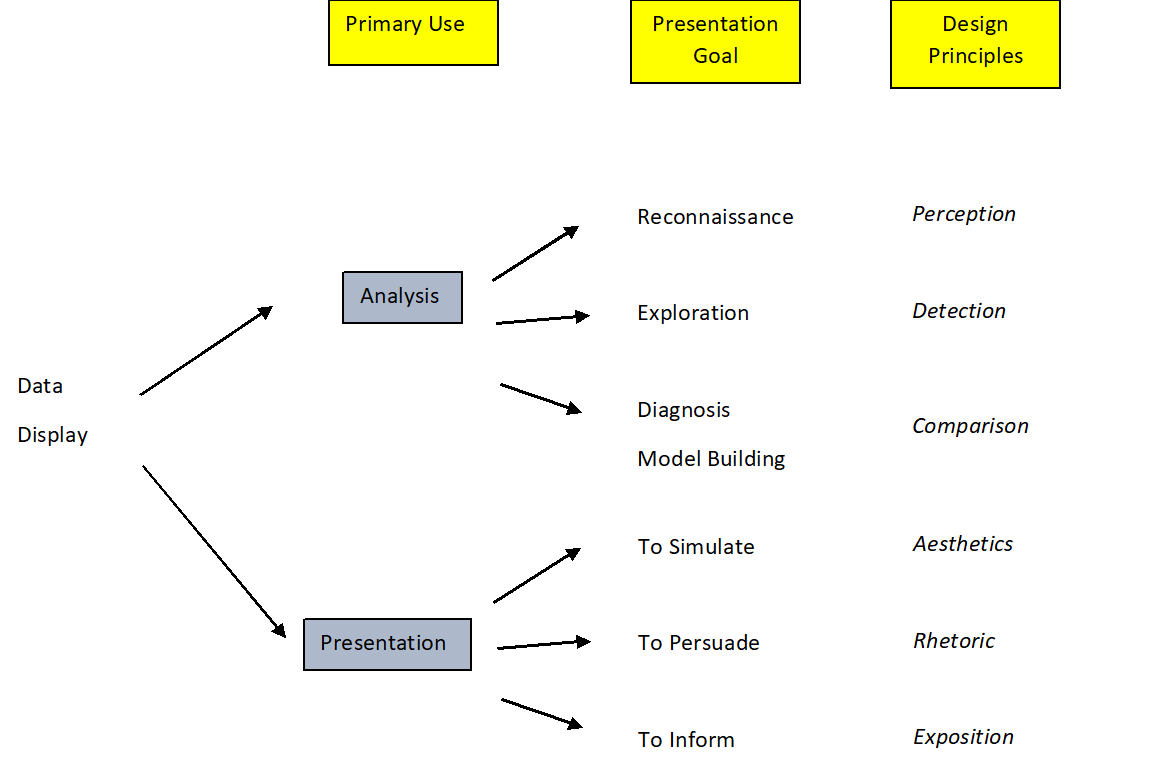 Primary Use
Presentation
Goal
Design
Principles
Reconnaissance
Perception
Analysis
Exploration
Detection
Data
Display
Diagnosis
Model Building
Comparison
To Simulate
Aesthetics
Presentation
To Persuade
Rhetoric
To Inform
Exposition